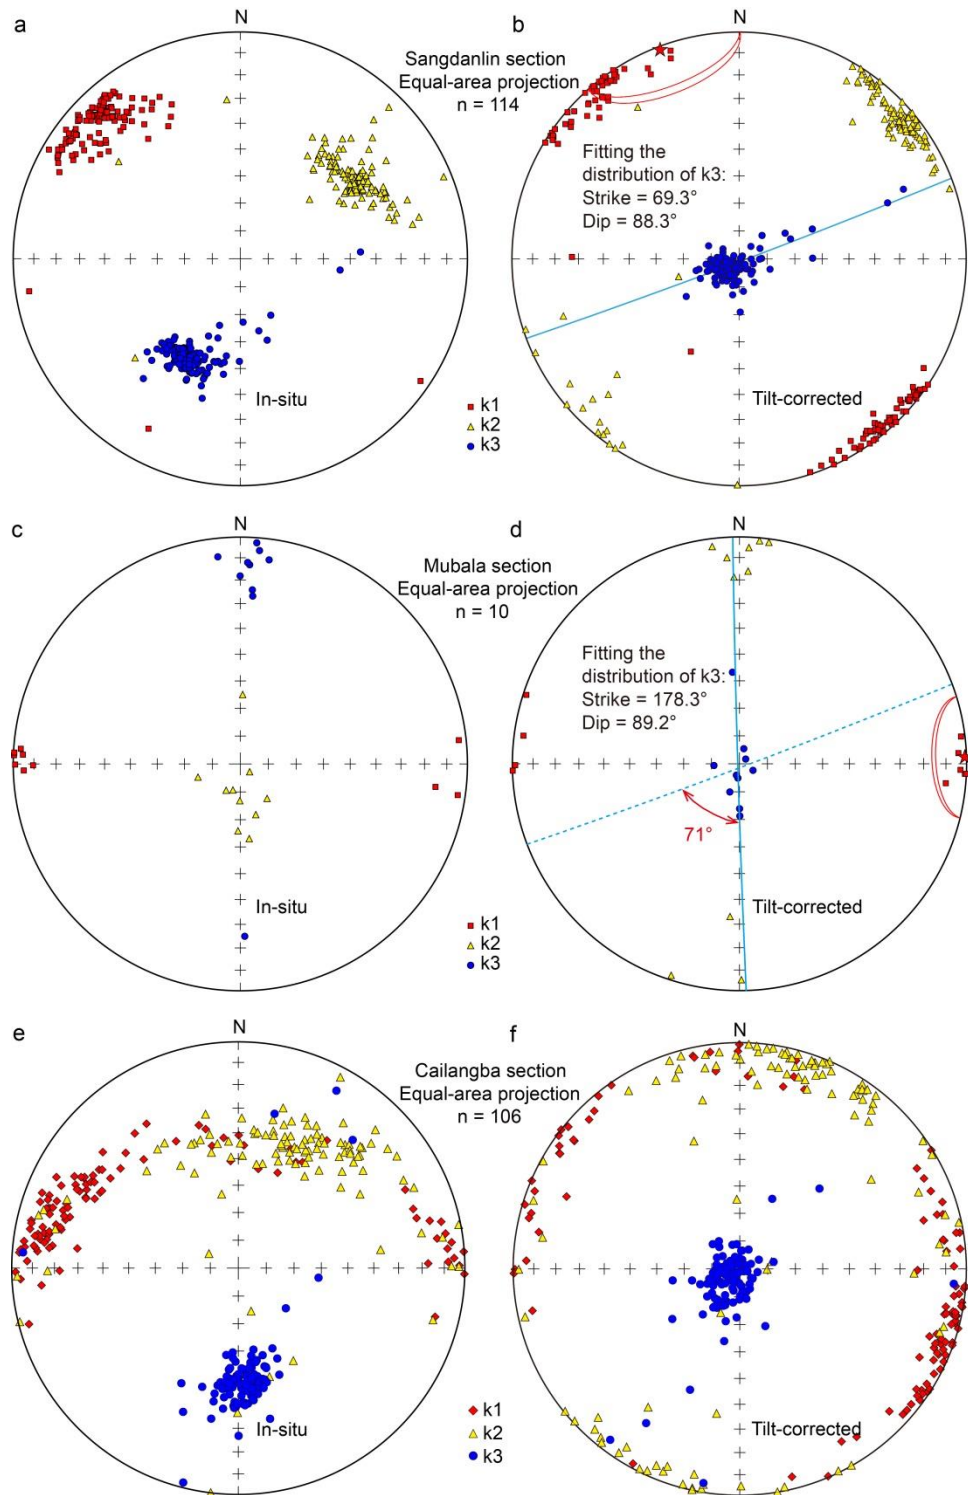 a
N
Sangdanlin section
Equal-area projection
n = 114
In-situ
k1
k2
k3
b
N
Fitting the
distribution of k3:
Strike = 69.3°
Dip = 88.3°
Tilt-corrected
c
N
Mubala section
Equal-area projection
n = 10
In-situ
k1
k2
k3
d
N
Fitting the
distribution of k3:
Strike = 178.3°
Dip = 89.2°
71°
Tilt-corrected
e
N
Cailangba section
Equal-area projection
n = 106
In-situ
k1
k2
k3
f
N
Tilt-corrected